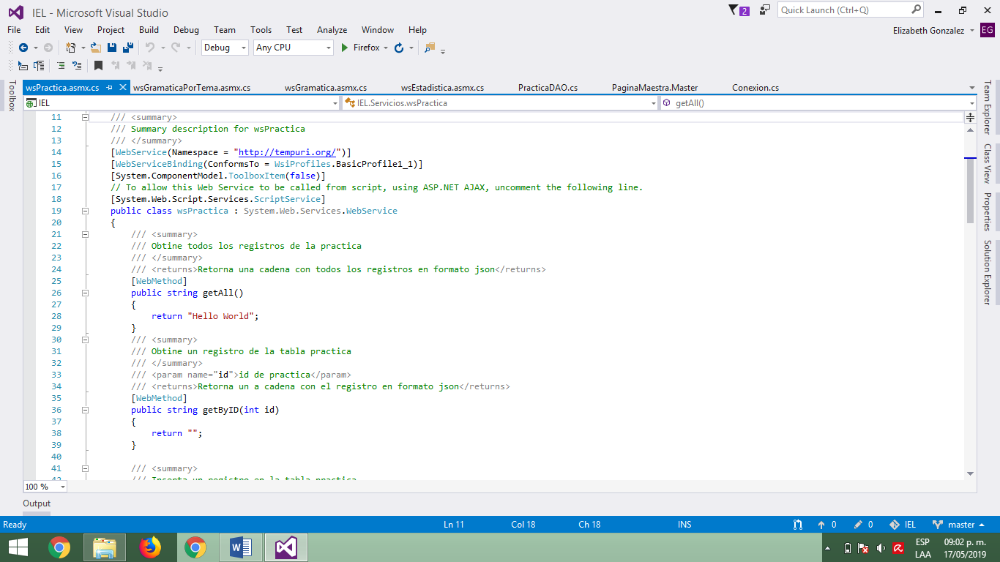 IEL - Microsoft Visual Studio
2
Quick Launch (Ctrl+Q)
File Edit View Project Build Debug Team Tools Test Analyze Window Help
Elizabeth Gonzalez EG
Debug Any CPU Firefox
Toolbox
wsPractica.asmx.cs wsGramaticaPorTema.asmx.cs wsGramatica.asmx.cs wsEstadistica.asmx.cs PracticaDAO.cs PaginaMaestra.Master Conexion.cs
IEL IEL.Servicios.wsPractica getAll()
11 /// <summary>
12 /// Summary description for wsPractica
13 /// </summary>
14 [WebService(Namespace = "http://tempuri.org/")]
15 [WebServiceBinding(ConformsTo = WsiProfiles.BasicProfile1_1)]
16 [System.ComponentModel.ToolboxItem(false)]
17 // To allow this Web Service to be called from script, using ASP.NET AJAX, uncomment the following line.
18 [System.Web.Script.Services.ScriptService]
19 public class wsPractica : System.Web.Services.WebService
20 {
21 /// <summary>
22 /// Obtine todos los registros de la practica
23 /// </summary>
24 /// <returns>Retorna una cadena con todos los registros en formato json</returns>
25 [WebMethod]
26 public string getAll()
27 {
28 return "Hello World";
29 }
30 /// <summary>
31 /// Obtine un registro de la tabla practica
32 /// </summary>
33 /// <param name="id">id de practica</param>
34 /// <returns>Retorna un a cadena con el registro en formato json</returns>
35 [WebMethod]
36 public string getByID(int id)
37 {
38 return "";
39 }
40
41 /// <summary>
42 /// Inserta un registro en la tabla practica
Team Explorer
Class View
Properties
Solution Explorer
100 %
Output
Ready Ln 11 Col 18 Ch 18 INS 0 0 IEL master
ESP
LAA
09:02 p. m.
17/05/2019